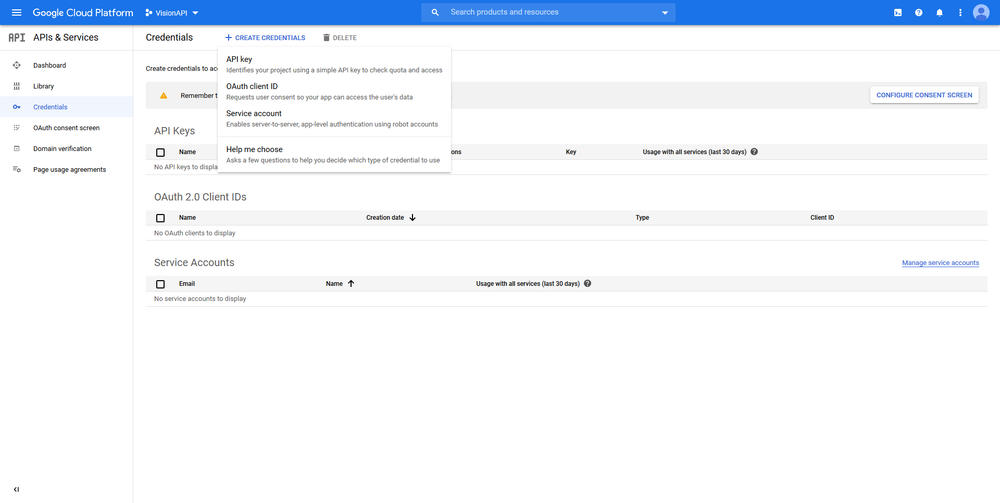 Google Cloud Platform
VisionAPI
Search products and resources
API
APIs & Services
Credentials
CREATE CREDENTIALS
DELETE
Dashboard
Library
Credentials
OAuth consent screen
Domain verification
Page usage agreements
Create credentials to
API key
Identifies your project using a simple API key to check quota and access
OAuth client ID
Requests user consent so your app can access the user's data
Service account
Enables server-to-server, app-level authentication using robot accounts
Help me choose
Asks a few questions to help you decide which type of credential to use
Remember
CONFIGURE CONSENT SCREEN
API Keys
Name
Key
Usage with all services (last 30 days)
No API keys to
OAuth 2.0 Client IDs
Name
Creation date
Type
Client ID
No OAuth clients to display
Service Accounts
Manage service accounts
Email
Name
Usage with all services (last 30 days)
No service accounts to display